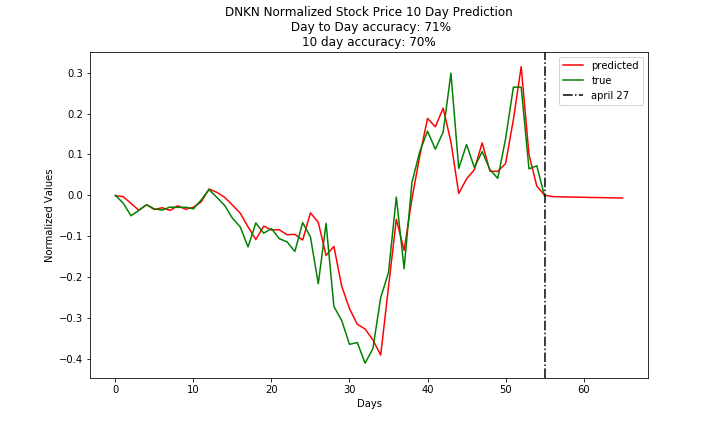 DNKN Normalized Stock Price 10 Day Prediction
Day to Day accuracy: 71%
10 day accuracy: 70%
predicted
true
april 27
Normalized Values
0.3
0.2
0.1
0.0
−0.1
−0.2
−0.3
−0.4
0 10 20 30 40 50 60
Days